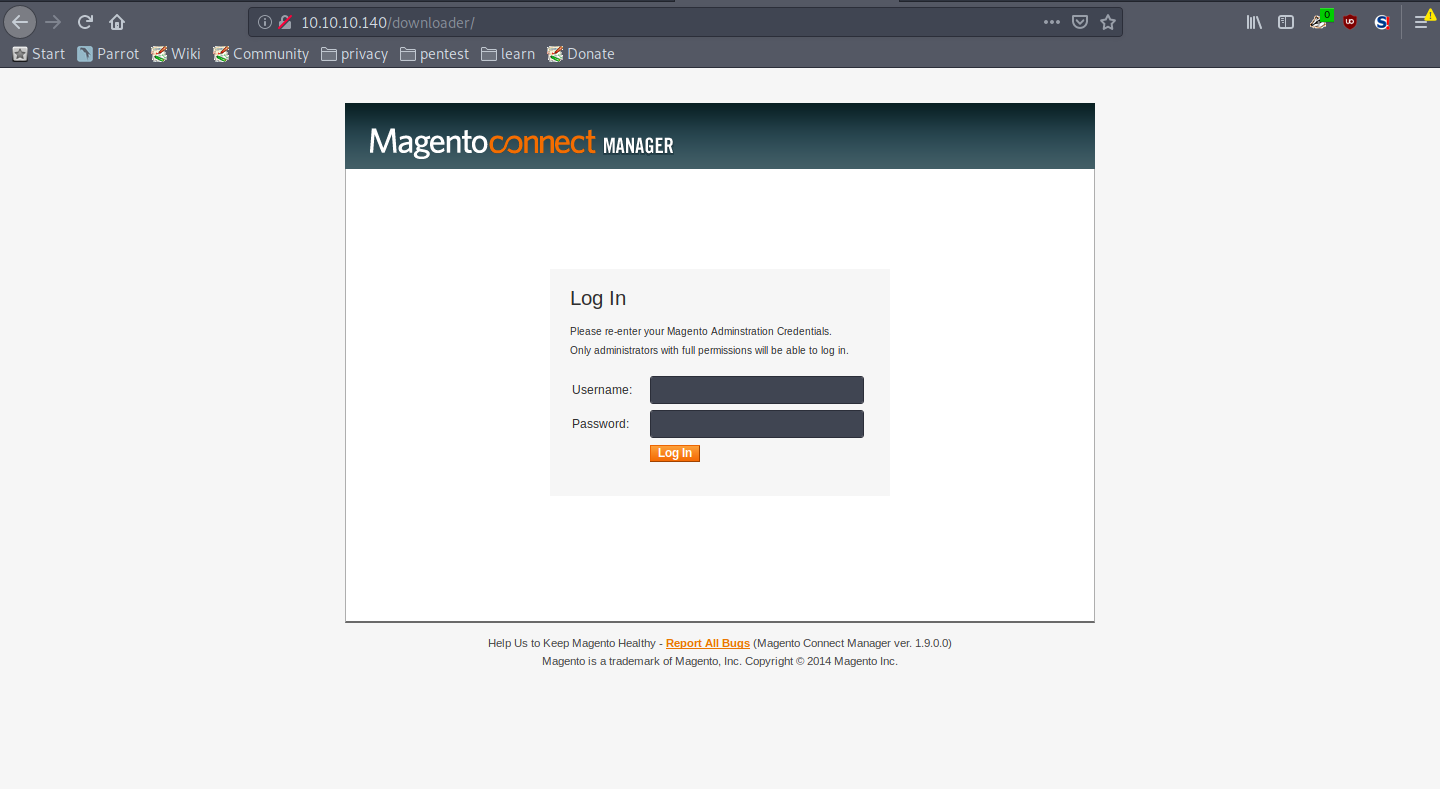 10.10.10.140/downloader/
0
UD
S
Start Parrot Wiki Community privacy pentest learn Donate
Magentoconnect MANAGER
Log In
Please re-enter your Magento Adminstration Credentials.
Only administrators with full permissions will be able to log in.
Username:
Password:
Log In
Help Us to Keep Magento Healthy - Report All Bugs (Magento Connect Manager ver. 1.9.0.0)
Magento is a trademark of Magento, Inc. Copyright © 2014 Magento Inc.